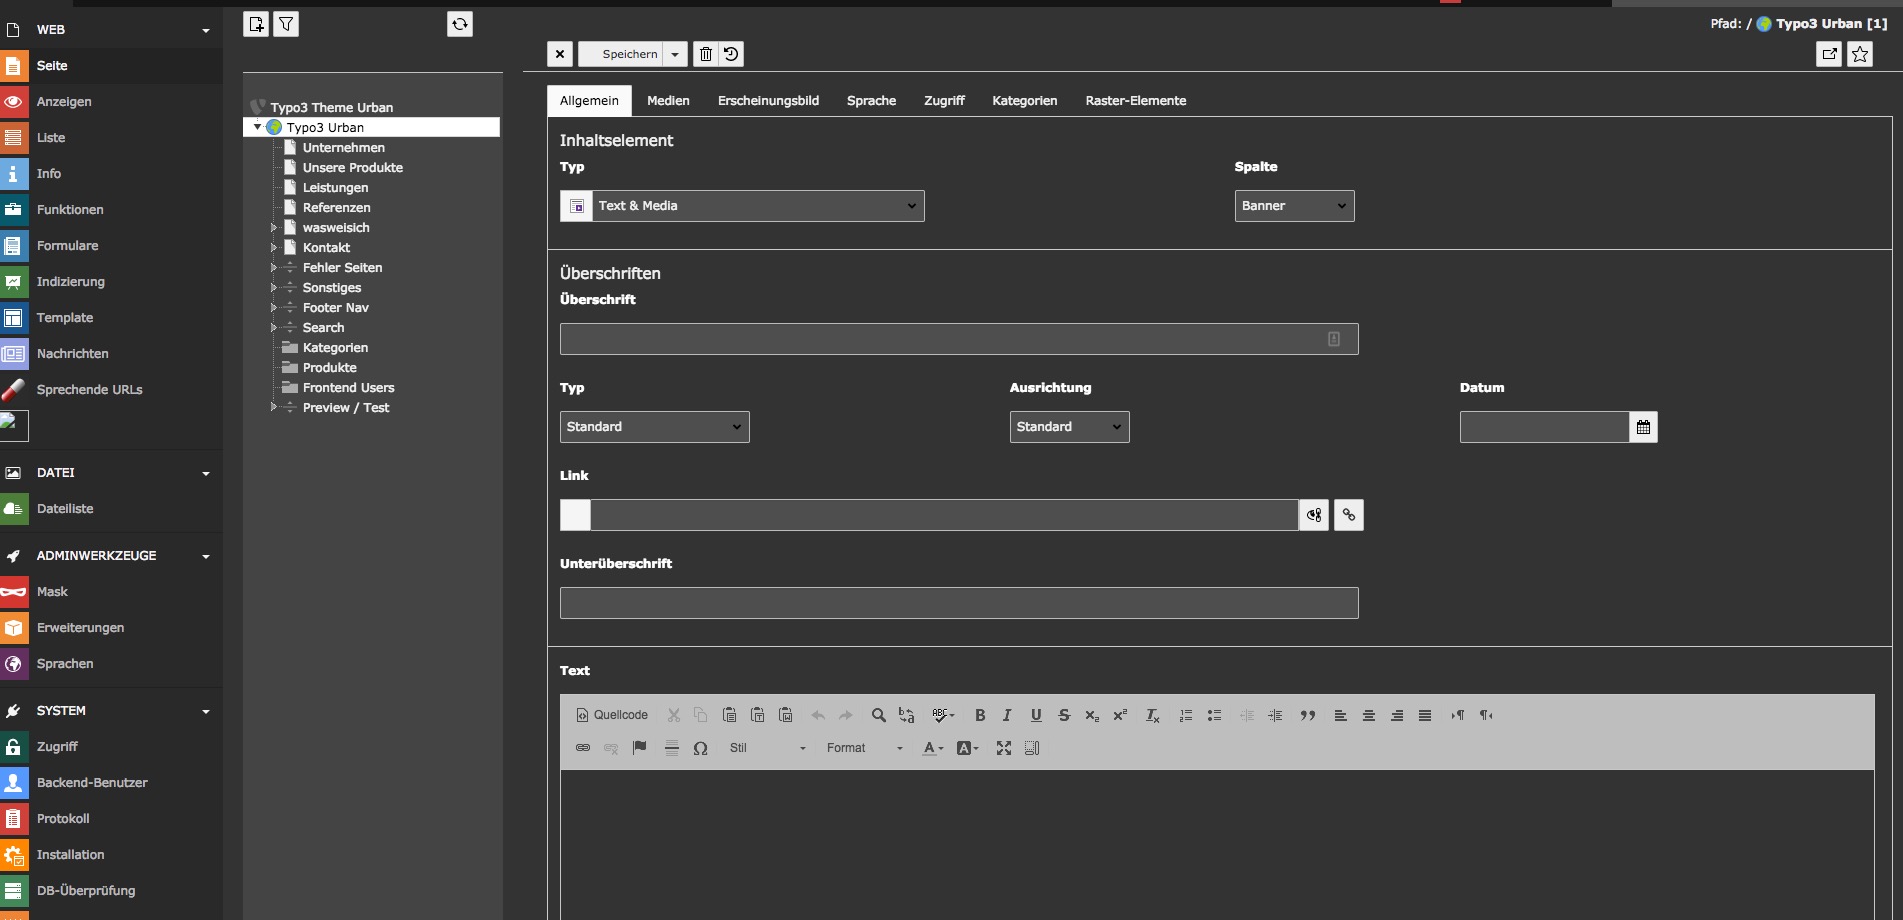 WEB
Seite
Anzeigen
Liste
Info
Funktionen
Formulare
Indizierung
Template
Nachrichten
Sprechende URLs
DATEI
Dateiliste
ADMINWERKZEUGE
Mask
Erweiterungen
Sprachen
SYSTEM
Zugriff
Backend-Benutzer
Protokoll
Installation
DB-Überprüfung
Typo3 Theme Urban
Typo3 Urban
Unternehmen
Unsere Produkte
Leistungen
Referenzen
wasweisich
Kontakt
Fehler Seiten
Sonstiges
Footer Nav
Search
Kategorien
Produkte
Frontend Users
Preview / Test
Pfad: / Typo3 Urban [1]
Speichern
Allgemein Medien Erscheinungsbild Sprache Zugriff Kategorien Raster-Elemente
Inhaltselement
Typ Spalte
Text & Media Banner
Überschriften
Überschrift
Typ Ausrichtung Datum
Standard Standard
Link
Unterüberschrift
Text
Quellcode
Stil Format